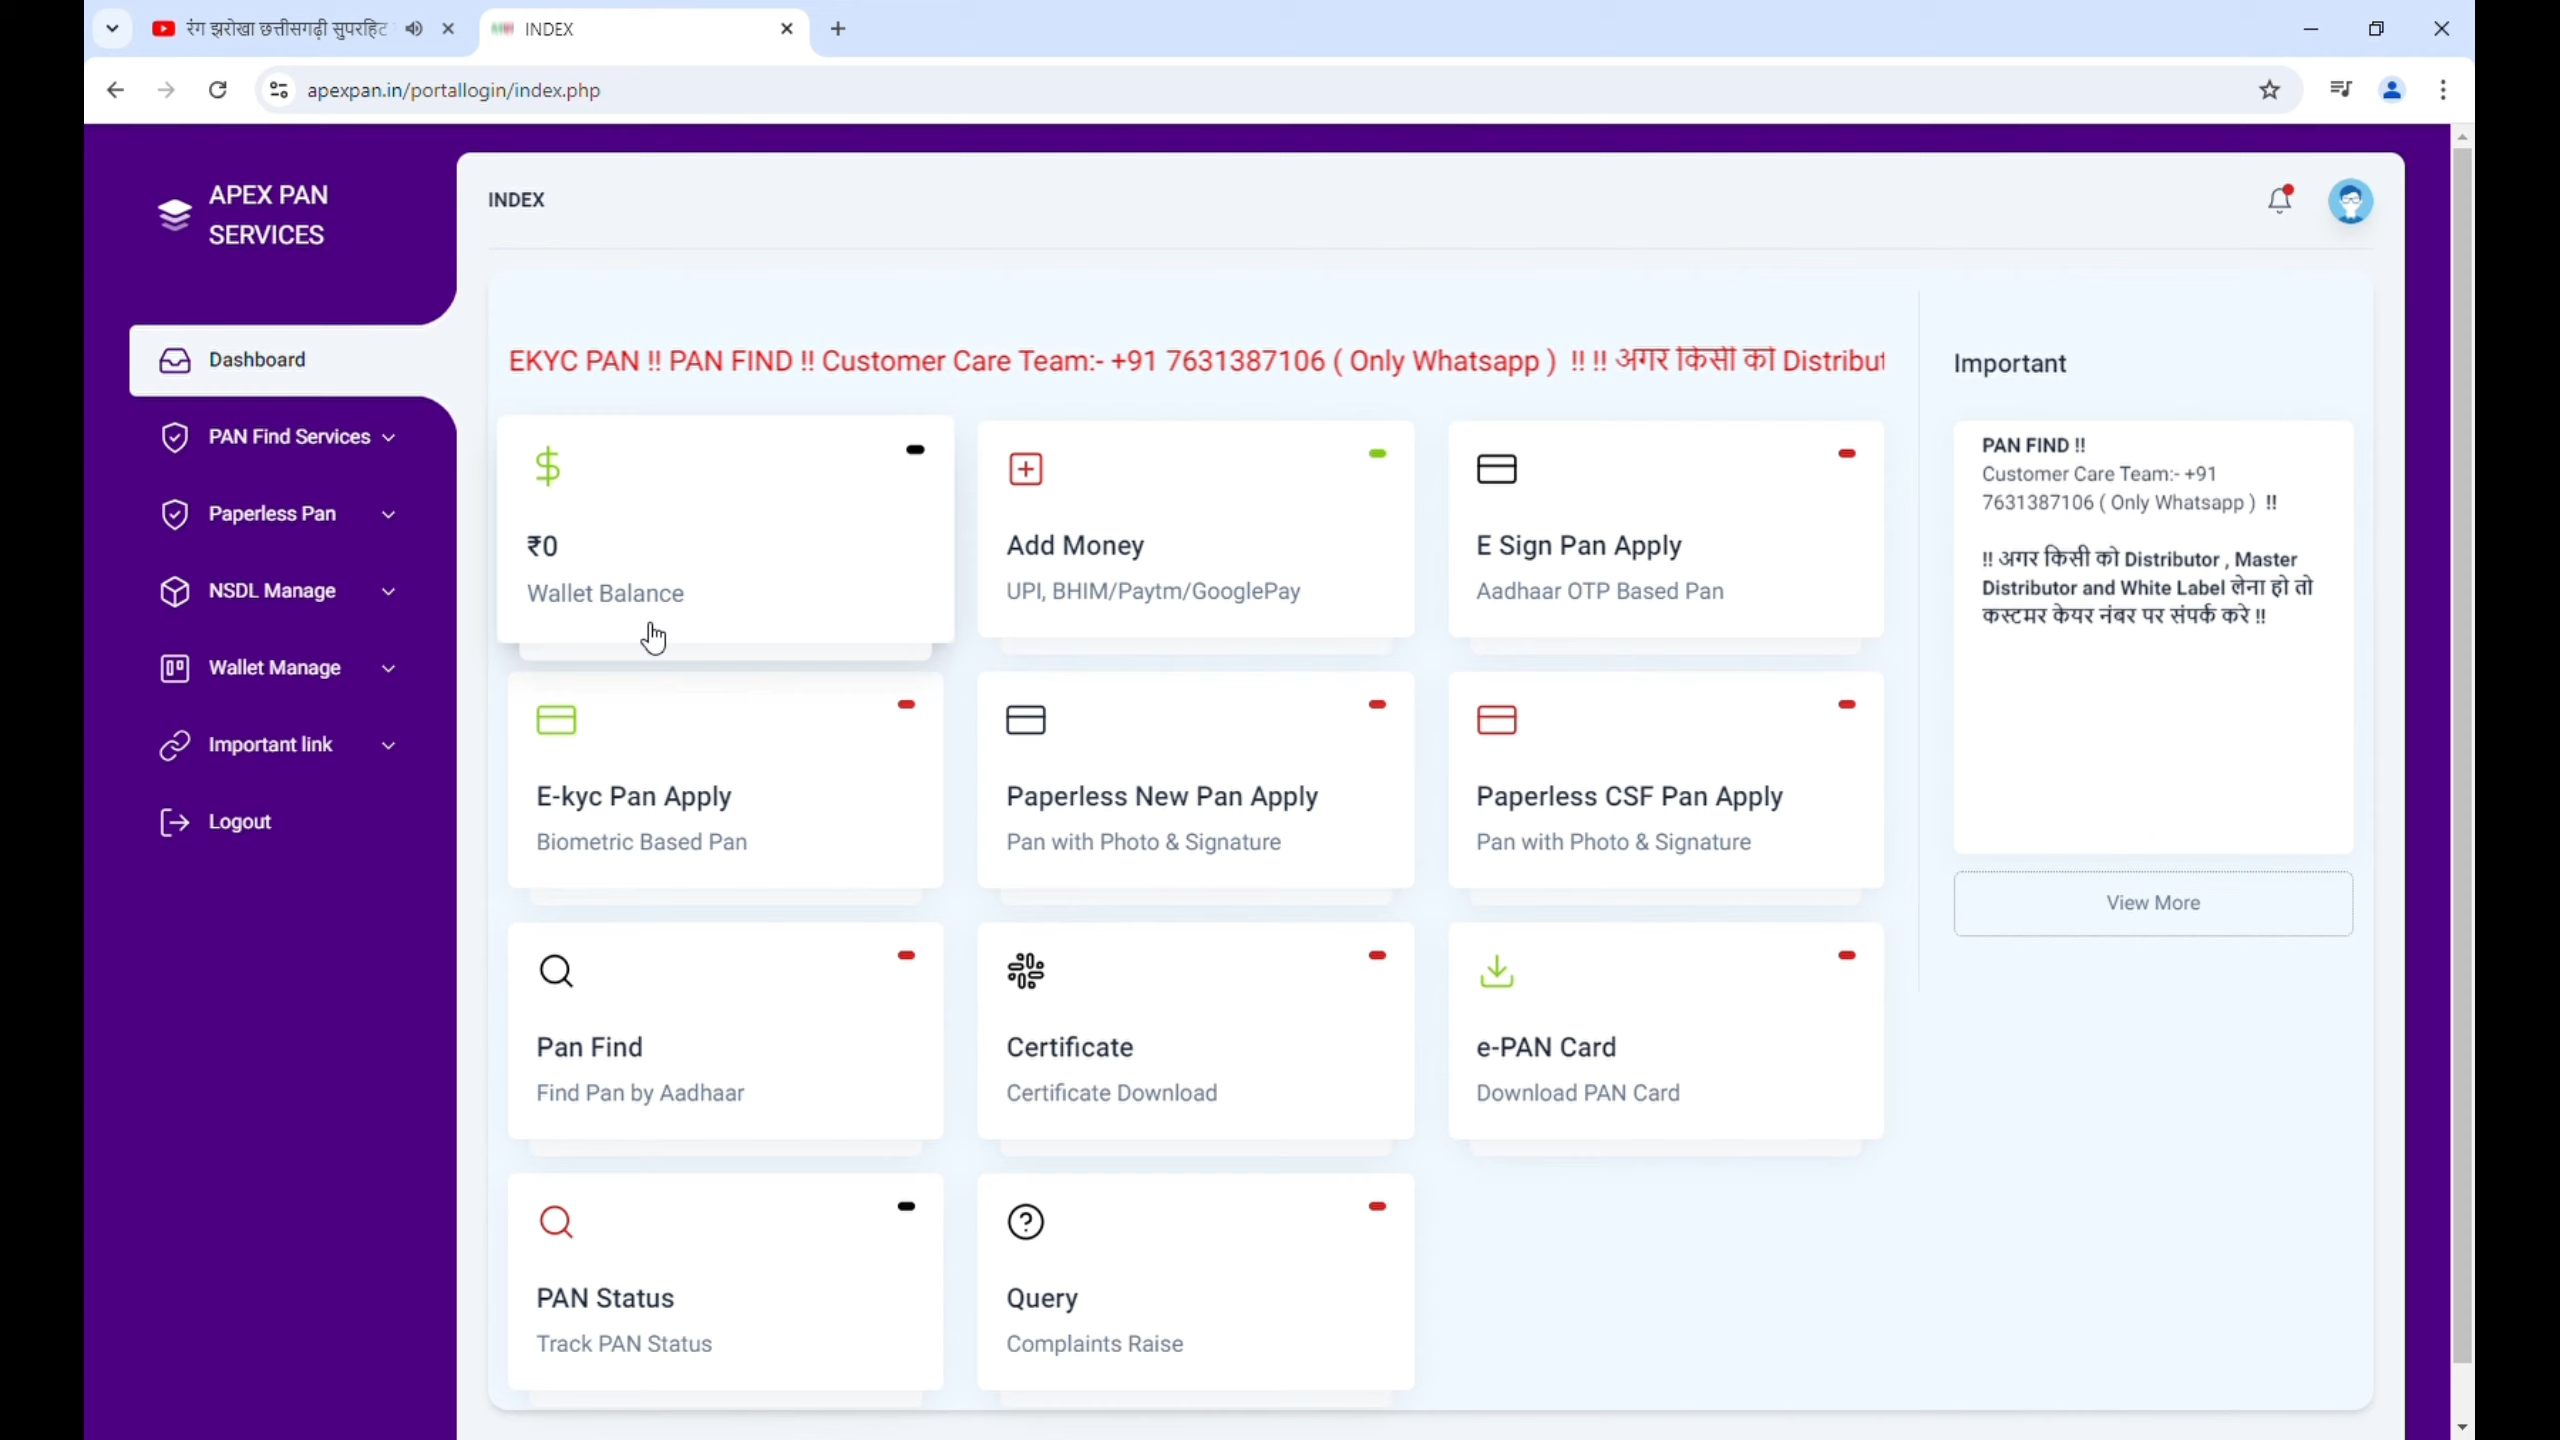 रंग झरोखा छत्तीसगढ़ी सुपरहिट
INDEX
apexpan.in/portallogin/index.php
APEX PAN
SERVICES
Dashboard
PAN Find Services
Paperless Pan
NSDL Manage
Wallet Manage
Important link
Logout
INDEX
EKYC PAN !! PAN FIND !! Customer Care Team:- +91 7631387106 ( Only Whatsapp ) !! !! अगर किसी को Distribut
₹0
Wallet Balance
Add Money
UPI, BHIM/Paytm/GooglePay
E Sign Pan Apply
Aadhaar OTP Based Pan
E-kyc Pan Apply
Biometric Based Pan
Paperless New Pan Apply
Pan with Photo & Signature
Paperless CSF Pan Apply
Pan with Photo & Signature
Pan Find
Find Pan by Aadhaar
Certificate
Certificate Download
e-PAN Card
Download PAN Card
PAN Status
Track PAN Status
Query
Complaints Raise
Important
PAN FIND !!
Customer Care Team:- +91
7631387106 ( Only Whatsapp ) !!
!! अगर किसी को Distributor , Master
Distributor and White Label लेना हो तो
कस्टमर केयर नंबर पर संपर्क करे !!
View More